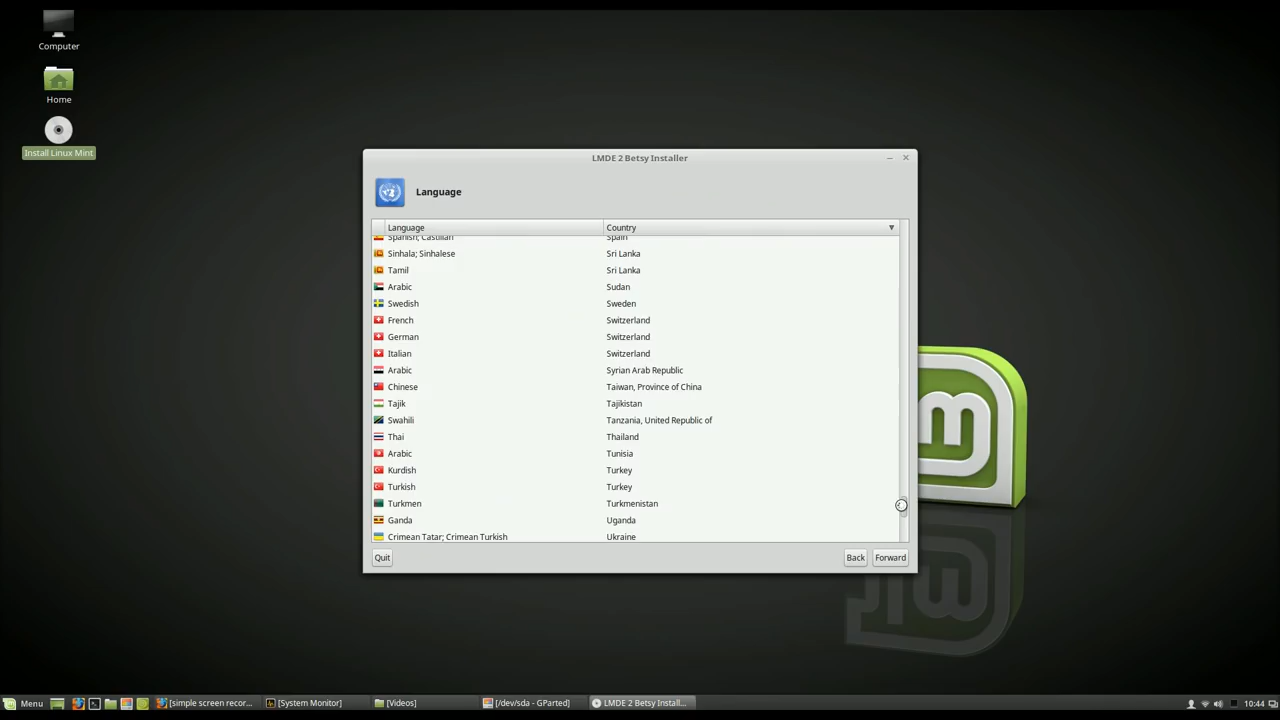 Computer
Home
Install Linux Mint
LMDE 2 Betsy Installer
Language
Language Country
Spanish; Castilian Spain
Sinhala; Sinhalese Sri Lanka
Tamil Sri Lanka
Arabic Sudan
Swedish Sweden
French Switzerland
German Switzerland
Italian Switzerland
Arabic Syrian Arab Republic
Chinese Taiwan, Province of China
Tajik Tajikistan
Swahili Tanzania, United Republic of
Thai Thailand
Arabic Tunisia
Kurdish Turkey
Turkish Turkey
Turkmen Turkmenistan
Ganda Uganda
Crimean Tatar; Crimean Turkish Ukraine
Quit Back Forward
Menu [simple screen recor... [System Monitor] [Videos] [/dev/sda - GParted] LMDE 2 Betsy Install... 10:44